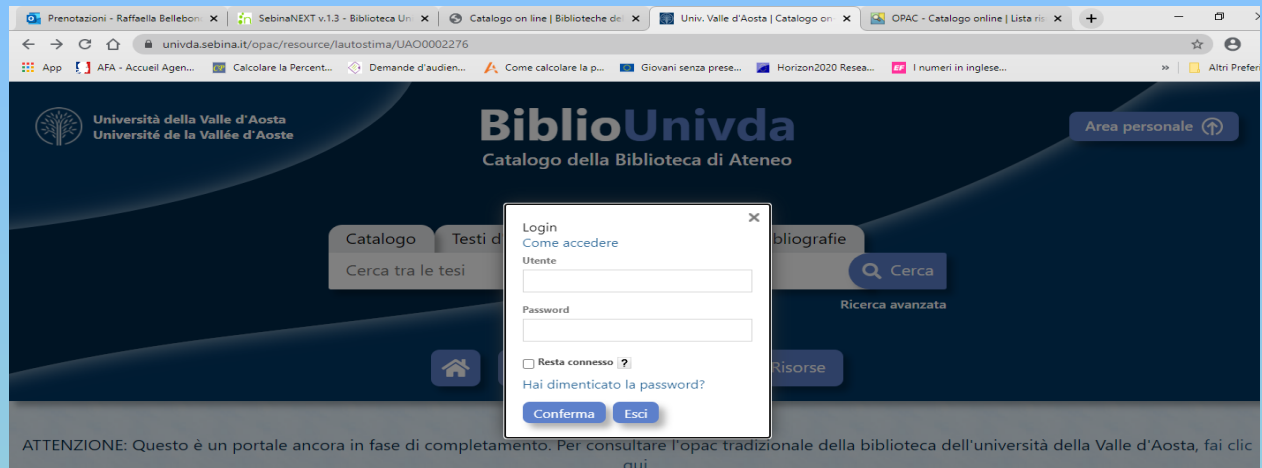 Prenotazioni - Raffaella Bellebon
SebinaNEXT v.1.3 - Biblioteca Un
Catalogo on line | Biblioteche del
Univ. Valle d'Aosta | Catalogo on
OPAC - Catalogo online | Lista ris
univda.sebina.it/opac/resource/lautostima/UAO0002276
App
AFA - Accueil Agen...
Calcolare la Percent...
Demande d'audien...
Come calcolare la p...
Giovani senza prese...
Horizon2020 Resea...
EF
I numeri in inglese...
»
Altri Preferi
Università della Valle d'Aosta
Université de la Vallée d'Aoste
BiblioUnivda
Catalogo della Biblioteca di Ateneo
Area personale
Catalogo
Testi d
bliografie
Cerca tra le tesi
Cerca
Ricerca avanzata
Login
Come accedere
Utente
Password
Resta connesso ?
Hai dimenticato la password?
Conferma
Esci
Risorse
ATTENZIONE: Questo è un portale ancora in fase di completamento. Per consultare l'opac tradizionale della biblioteca dell'università della Valle d'Aosta, fai clic
qui